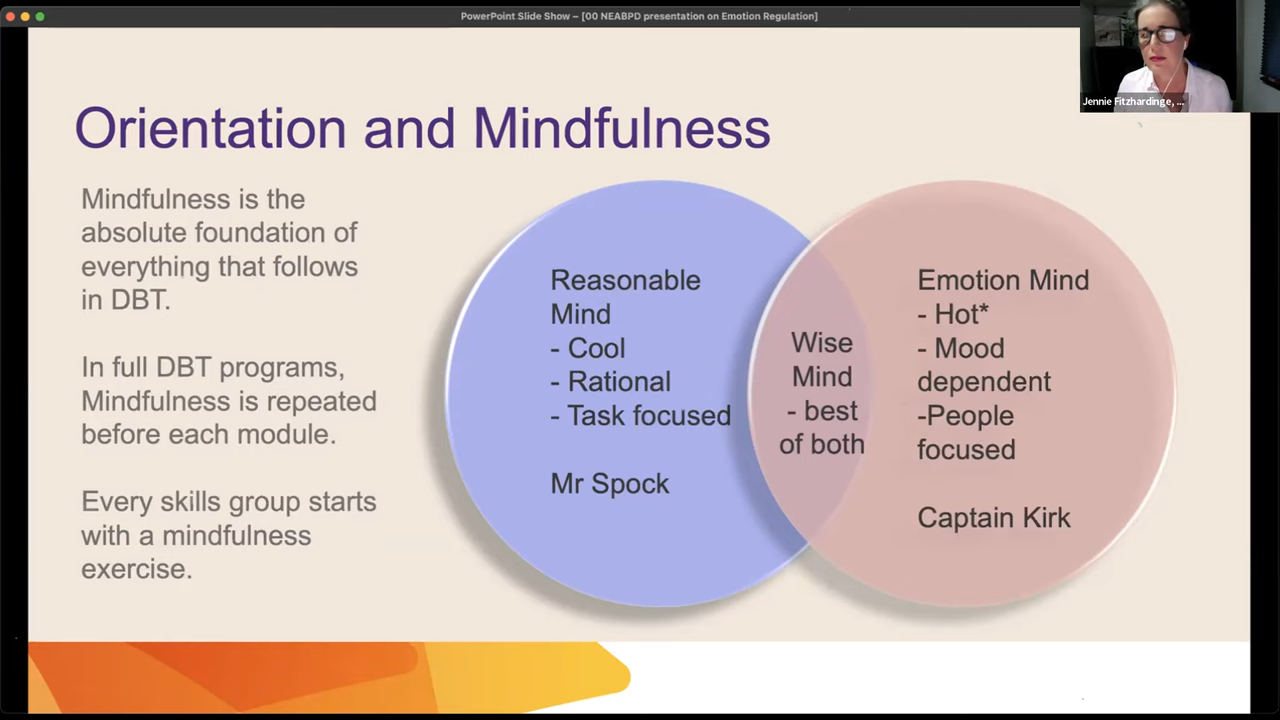 PowerPoint Slide Show – [00 NEABPD presentation on Emotion Regulation]
Jennie Fitzhardinge, ...
Orientation and Mindfulness
Mindfulness is the
absolute foundation of
everything that follows
in DBT.
In full DBT programs,
Mindfulness is repeated
before each module.
Every skills group starts
with a mindfulness
exercise.
Reasonable
Mind
- Cool
- Rational
- Task focused
Mr Spock
Wise
Mind
- best
of both
Emotion Mind
- Hot*
- Mood
dependent
-People
focused
Captain Kirk